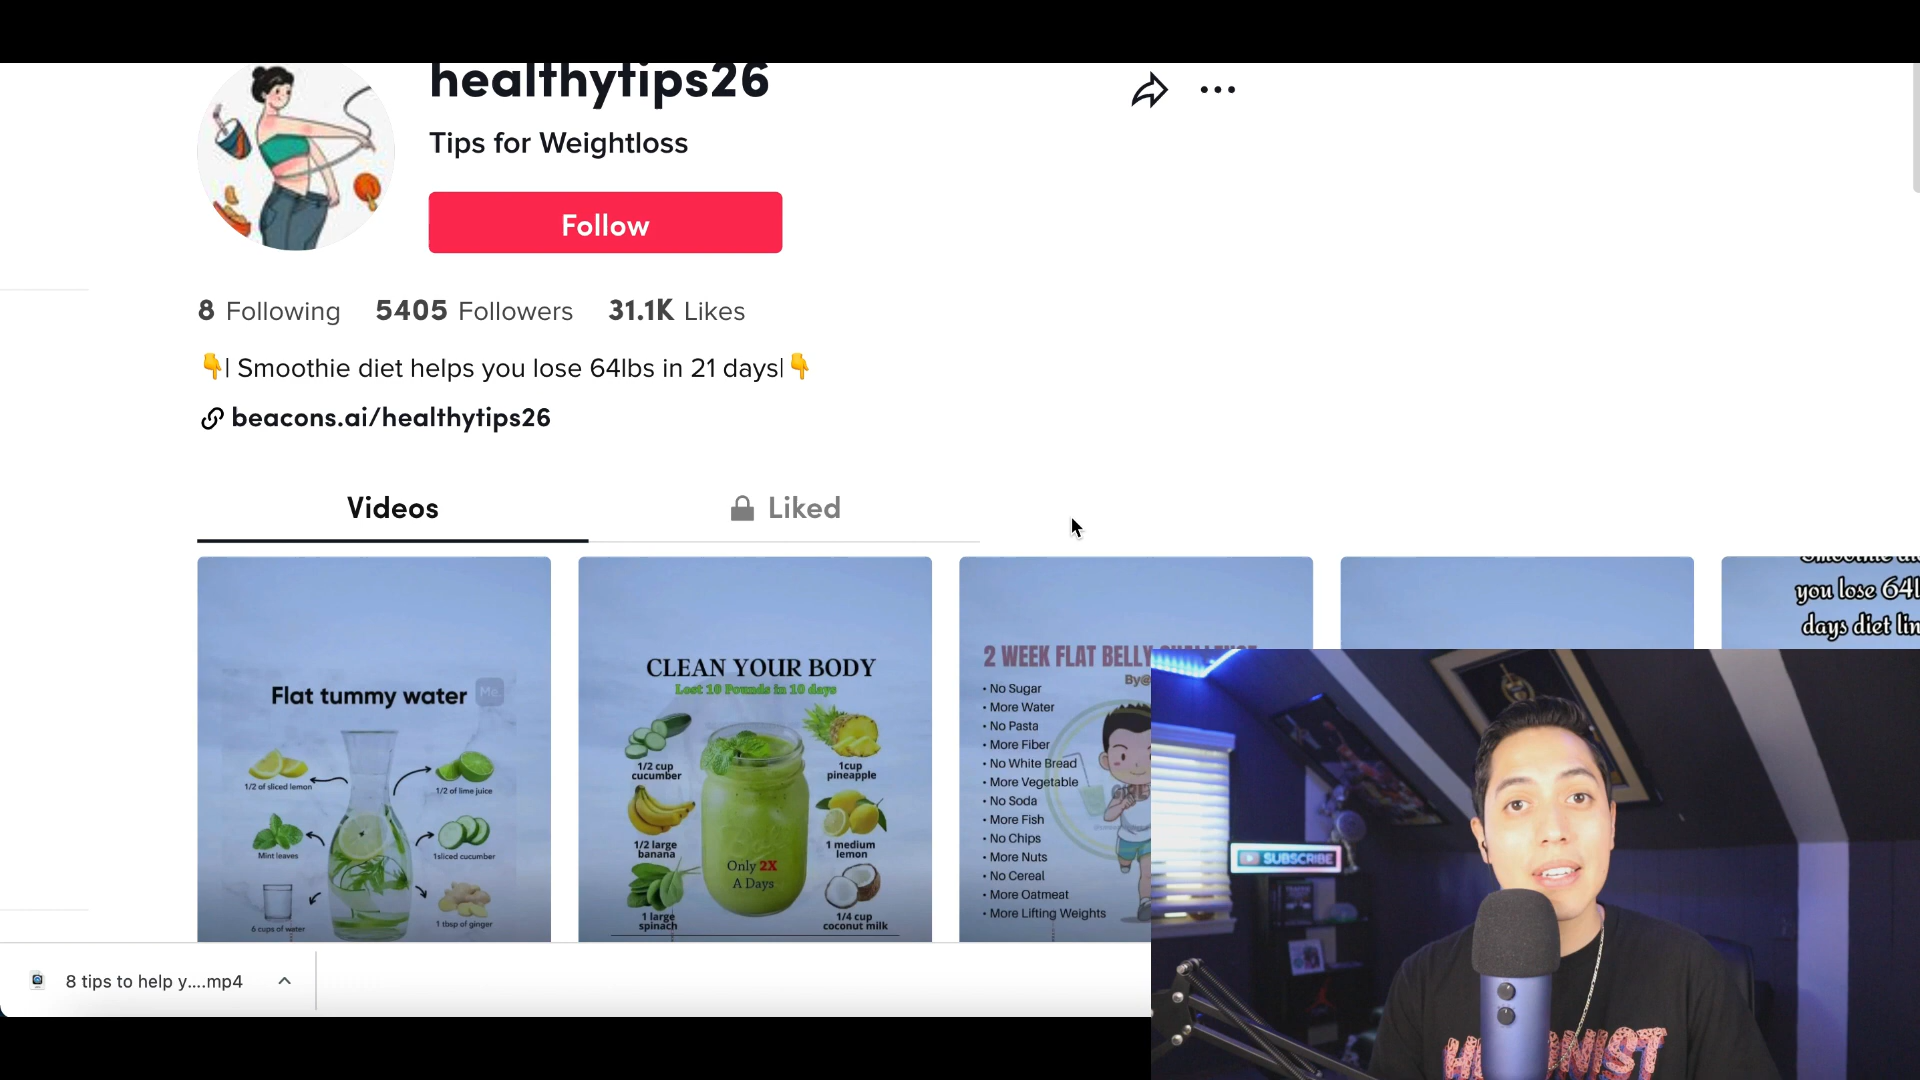 healthytips26
Tips for Weightloss
Follow
8 Following 5405 Followers 31.1K Likes
👇| Smoothie diet helps you lose 64lbs in 21 days|👇
beacons.ai/healthytips26
Videos
Liked
Flat tummy water
Me.
1/2 of sliced lemon
1/2 of lime juice
Mint leaves
1sliced cucumber
6 cups of water
1 tbsp of ginger
CLEAN YOUR BODY
Lost 10 Pounds in 10 days
1/2 cup
cucumber
1cup
pineapple
1/2 large
banana
1 medium
lemon
Only 2X
A Days
1 large
spinach
1/4 cup
coconut milk
2 WEEK FLAT BELLY
By@
• No Sugar
• More Water
• No Pasta
• More Fiber
• No White Bread
• More Vegetable
• No Soda
• More Fish
• No Chips
• More Nuts
• No Cereal
• More Oatmeat
• More Lifting Weights
you lose 64l
days diet lin
SUBSCRIBE
8 tips to help y....mp4